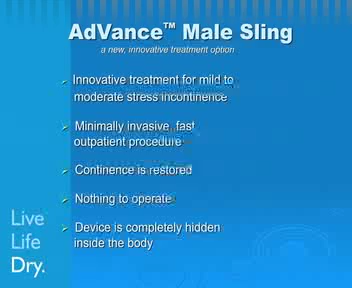 AdVance™ Male Sling
a new, innovative treatment option
Innovative treatment for mild to
moderate stress incontinence
Minimally invasive, fast
outpatient procedure
Continence is restored
Nothing to operate
Device is completely hidden
inside the body
Live
Life
Dry.